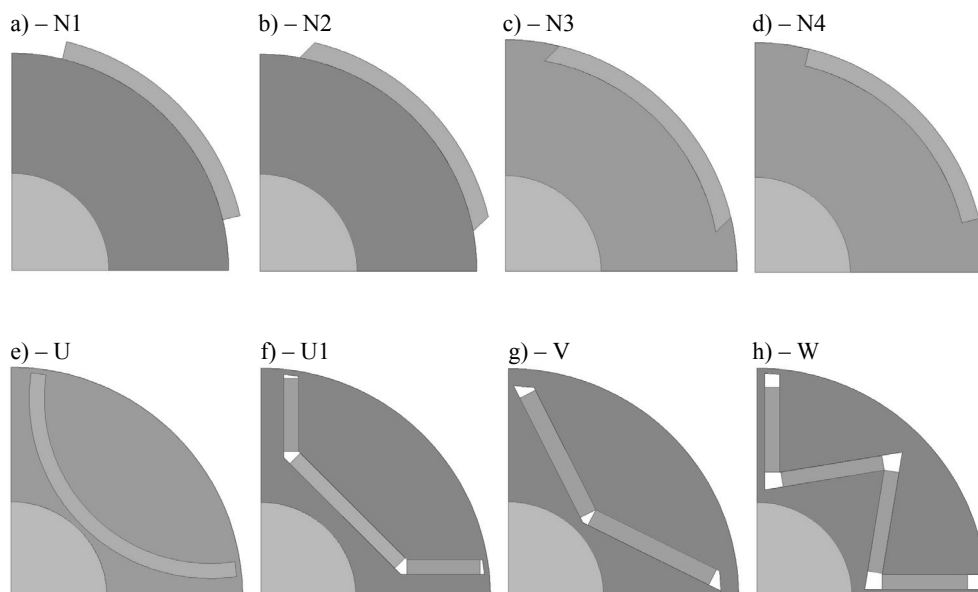 a) – N1
b) – N2
c) – N3
d) – N4
e) – U
f) – U1
g) – V
h) – W